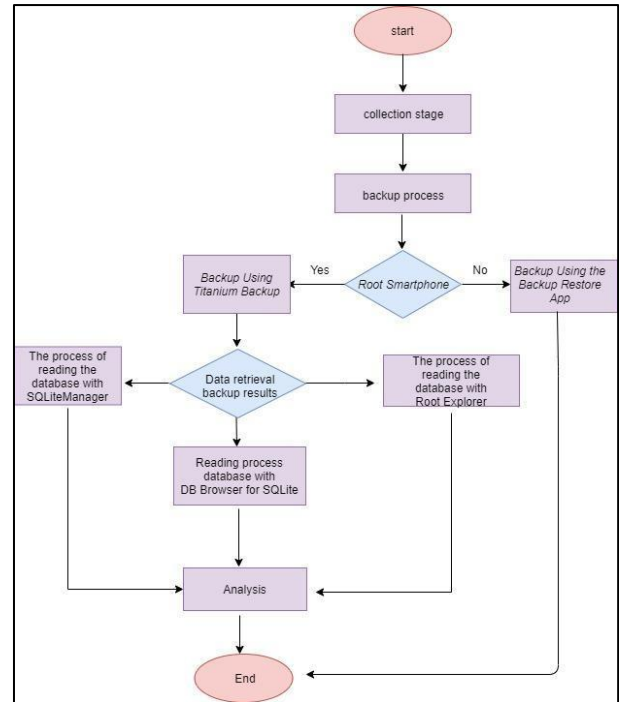 start
collection stage
backup process
Root Smartphone
Yes
No
Backup Using
Titanium Backup
Backup Using the
Backup Restore
App
The process of
reading the
database with
SQLiteManager
Data retrieval
backup results
The process of
reading the
database with
Root Explorer
Reading process
database with
DB Browser for SQLite
Analysis
End